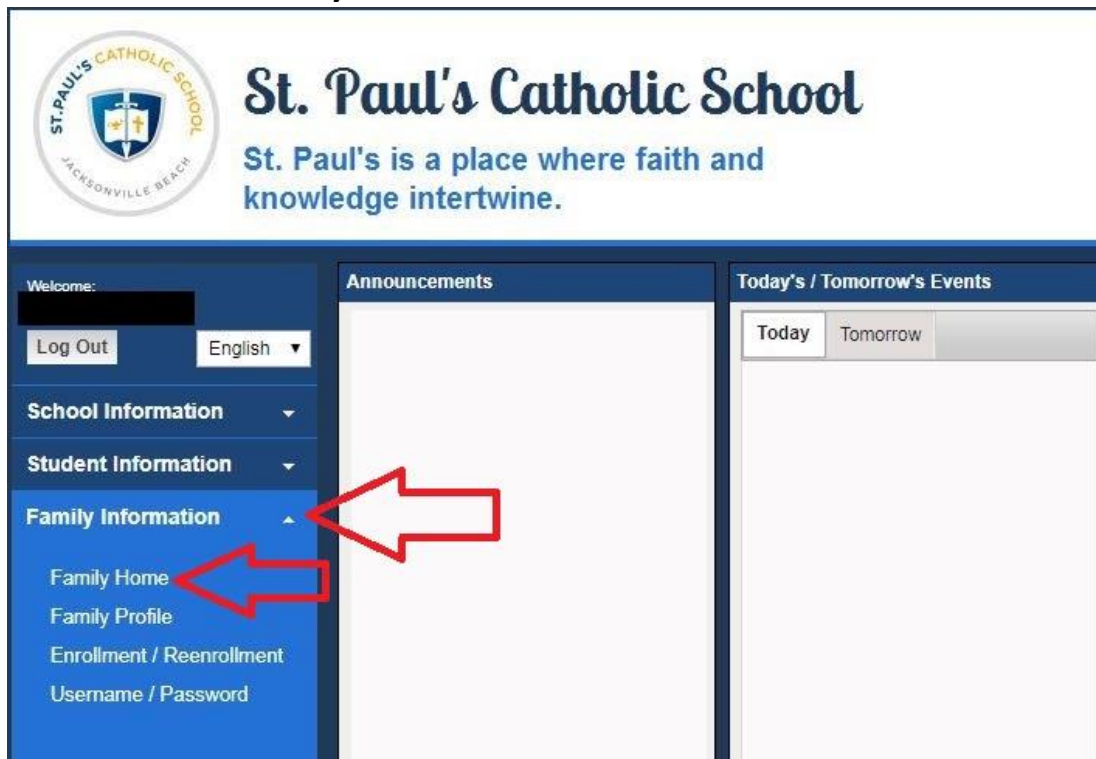 ST. PAUL'S CATHOLIC SCHOOL
JACKSONVILLE BEACH
St. Paul's Catholic School
St. Paul's is a place where faith and
knowledge intertwine.
Welcome:
Log Out
English
School Information
Student Information
Family Information
Family Home
Family Profile
Enrollment / Reenrollment
Username / Password
Announcements
Today's / Tomorrow's Events
Today
Tomorrow